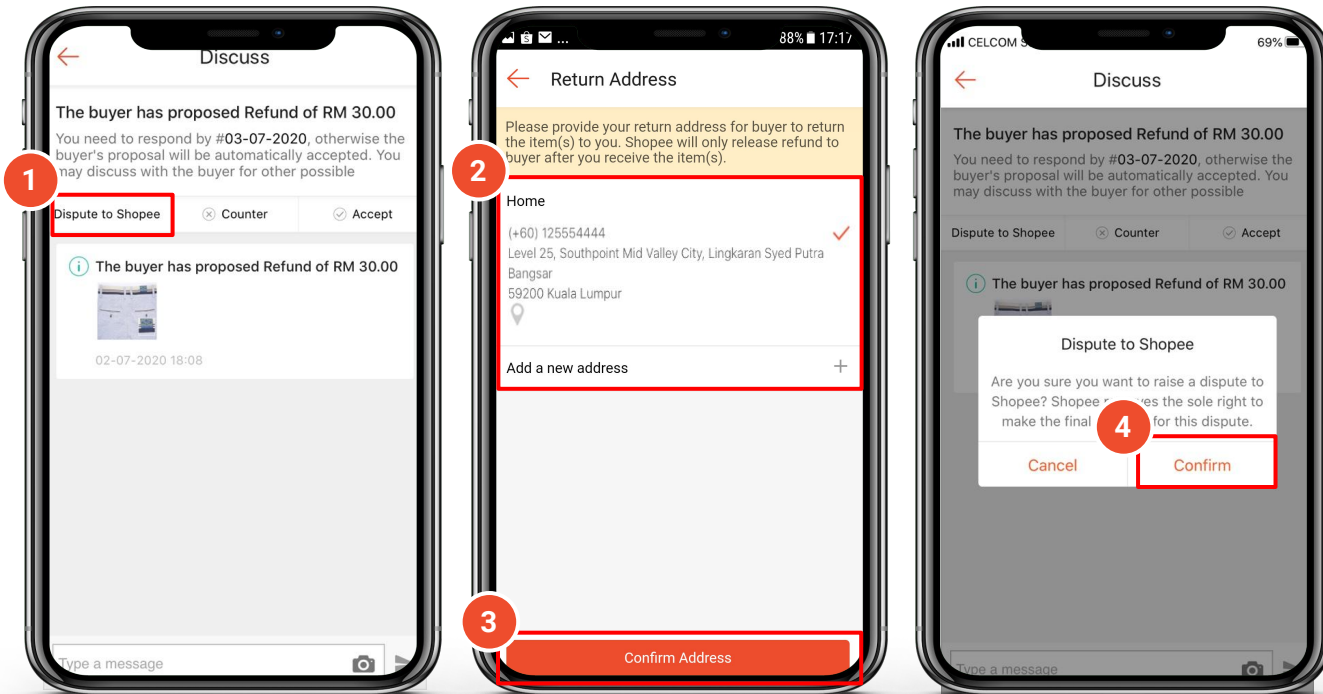 Discuss
The buyer has proposed Refund of RM 30.00
You need to respond by #03-07-2020, otherwise the
buyer's proposal will be automatically accepted. You
may discuss with the buyer for other possible
1
Dispute to Shopee
Counter
Accept
The buyer has proposed Refund of RM 30.00
02-07-2020 18:08
Type a message
88% 17:17
Return Address
Please provide your return address for buyer to return
the item(s) to you. Shopee will only release refund to
buyer after you receive the item(s).
2
Home
(+60) 125554444
Level 25, Southpoint Mid Valley City, Lingkaran Syed Putra
Bangsar
59200 Kuala Lumpur
Add a new address
3
Confirm Address
CELCOM
69%
Discuss
The buyer has proposed Refund of RM 30.00
You need to respond by #03-07-2020, otherwise the
buyer's proposal will be automatically accepted. You
may discuss with the buyer for other possible
Dispute to Shopee
Counter
Accept
The buyer has proposed Refund of RM 30.00
Dispute to Shopee
Are you sure you want to raise a dispute to
Shopee? Shopee the sole right to
make the final for this dispute.
4
Cancel
Confirm
Type a message